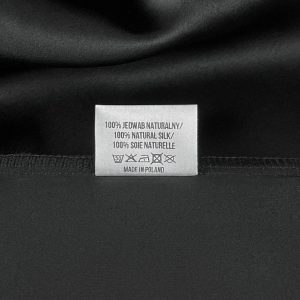 100% JEDWAB NATURALNY/
100% NATURAL SILK/
100% SOIE NATURELLE
MADE IN POLAND